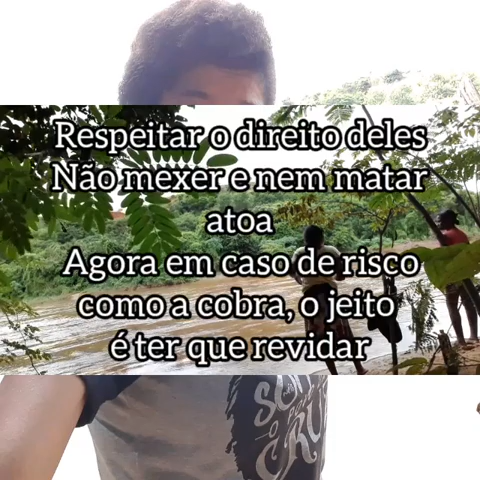 Respeitar o direito deles
Não mexer e nem matar
atoa
Agora em caso de risco
como a cobra, o jeito
é ter que revidar